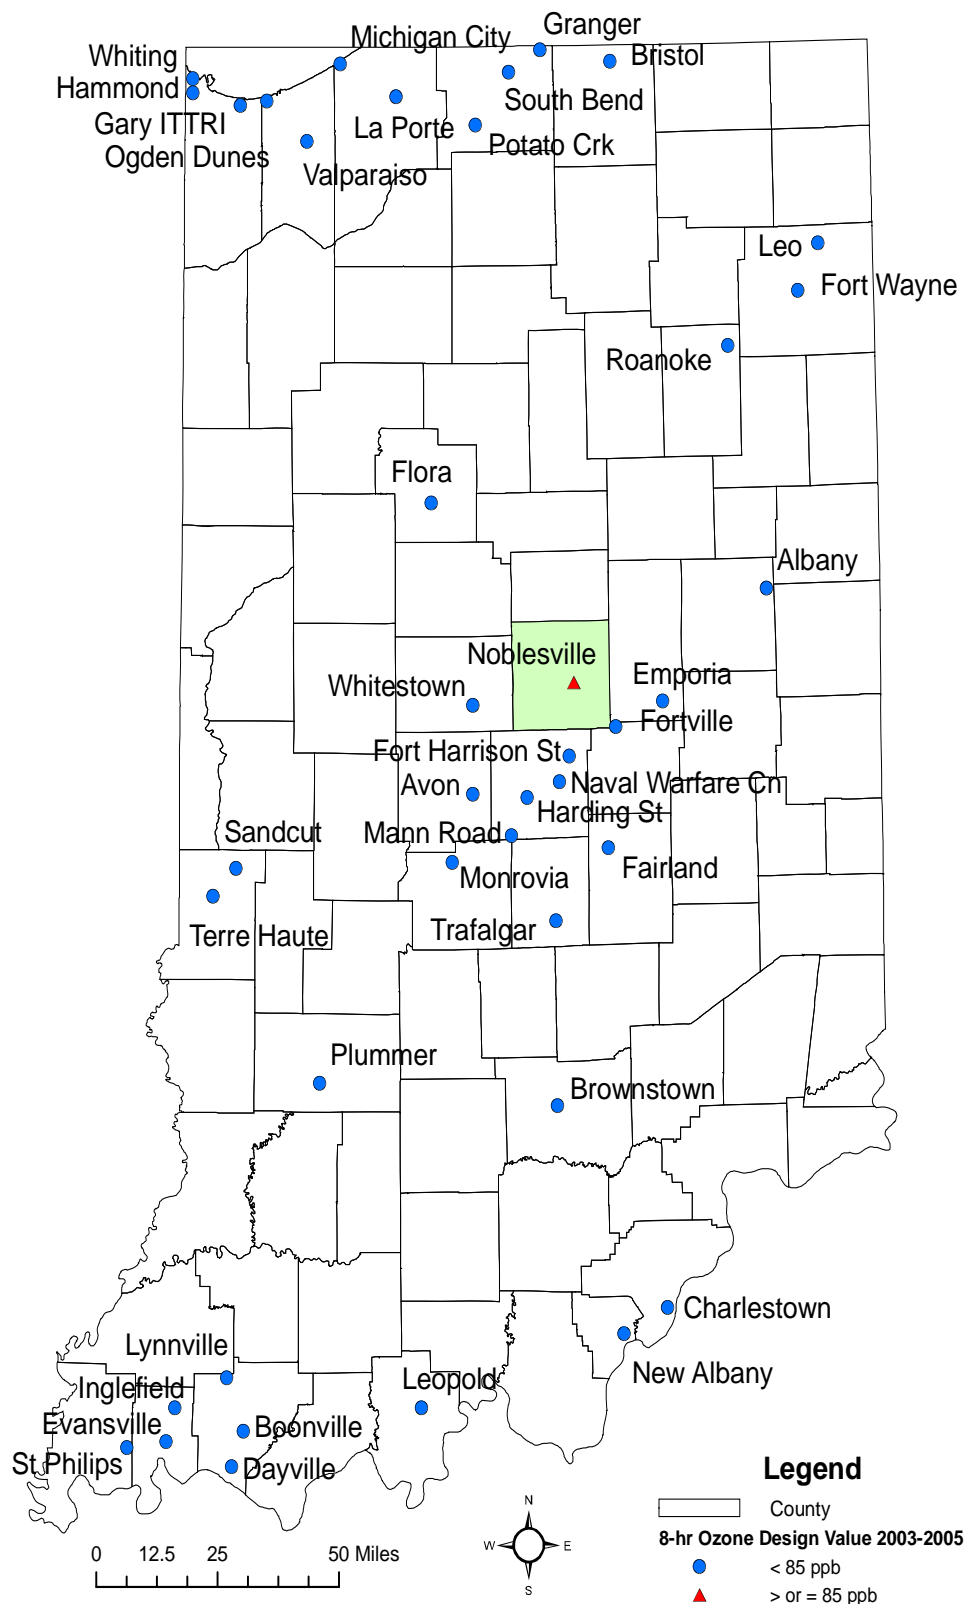 Granger
Michigan City
Whiting
Bristol
Hammond
South Bend
Gary ITTRI
La Porte
Potato Crk
Ogden Dunes
Valparaiso
Leo
Fort Wayne
Roanoke
Flora
Albany
Noblesville
Emporia
Whitestown
Fortville
Fort Harrison St
Avon
Naval Warfare Cn
Harding St
Sandcut
Mann Road
Fairland
Monrovia
Trafalgar
Terre Haute
Plummer
Brownstown
Charlestown
Lynnville
New Albany
Leopold
Inglefield
Evansville
Boonville
St Philips
Dayville
Legend
County
8-hr Ozone Design Value 2003-2005
< 85 ppb
> or = 85 ppb
N
W E
S
0 12.5 25 50 Miles